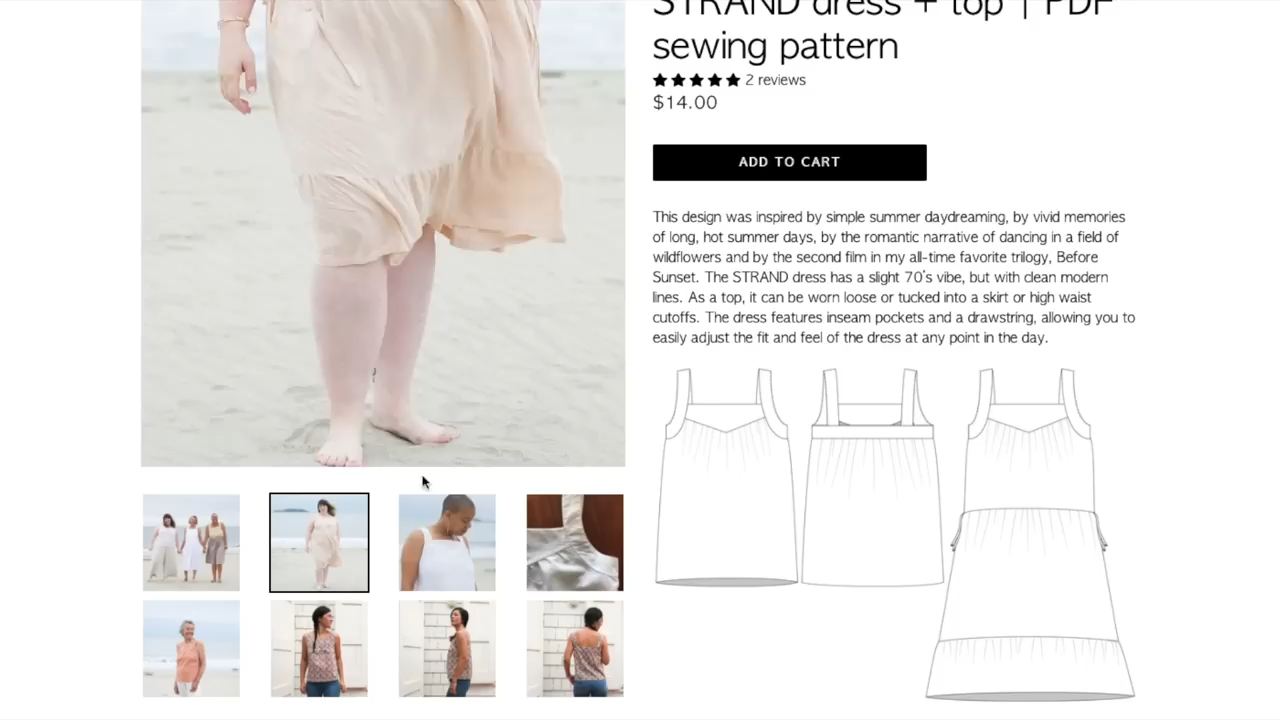 STRAND dress + top | PDF
sewing pattern
2 reviews
$14.00
ADD TO CART
This design was inspired by simple summer daydreaming, by vivid memories
of long, hot summer days, by the romantic narrative of dancing in a field of
wildflowers and by the second film in my all-time favorite trilogy, Before
Sunset. The STRAND dress has a slight 70's vibe, but with clean modern
lines. As a top, it can be worn loose or tucked into a skirt or high waist
cutoffs. The dress features inseam pockets and a drawstring, allowing you to
easily adjust the fit and feel of the dress at any point in the day.